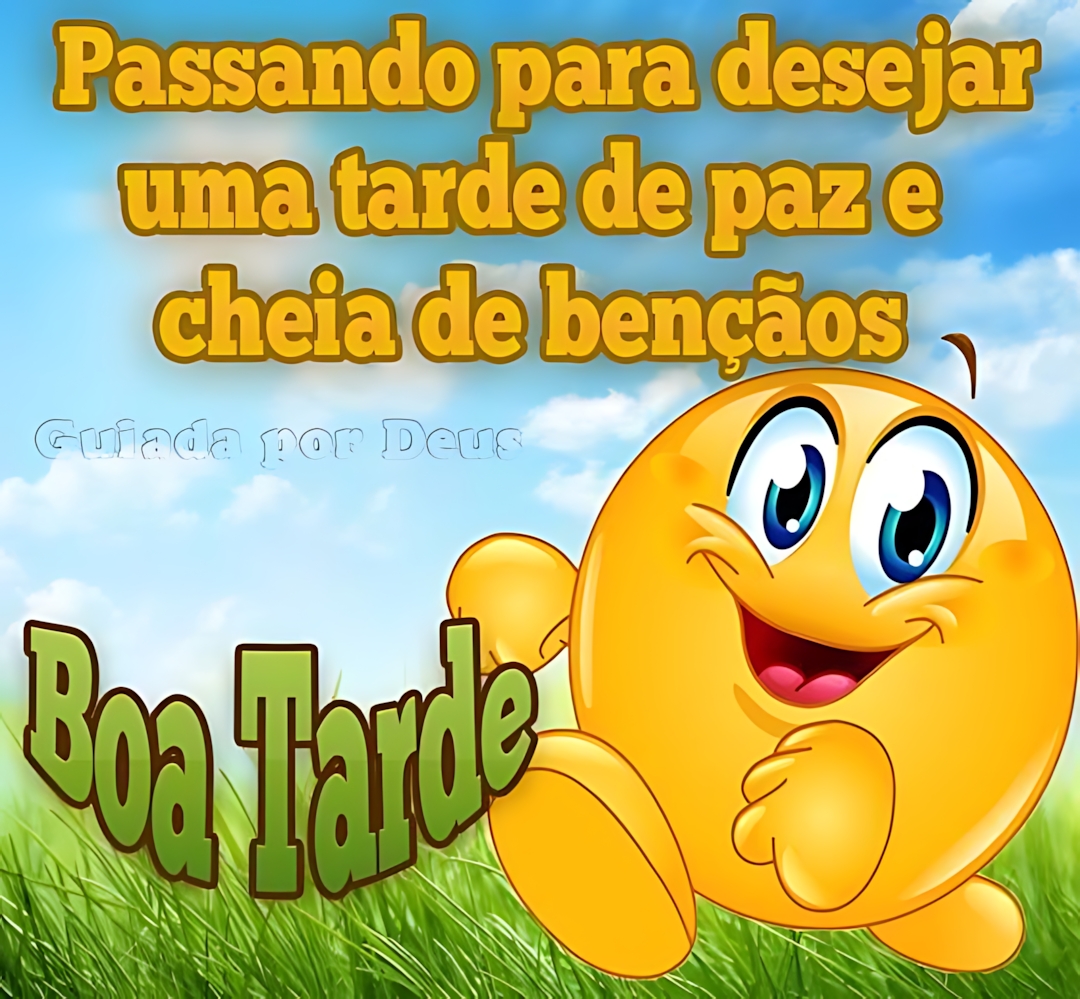 Passando para desejar
uma tarde de paz e
cheia de bençãos
Guiada por Deus
Boa Tarde